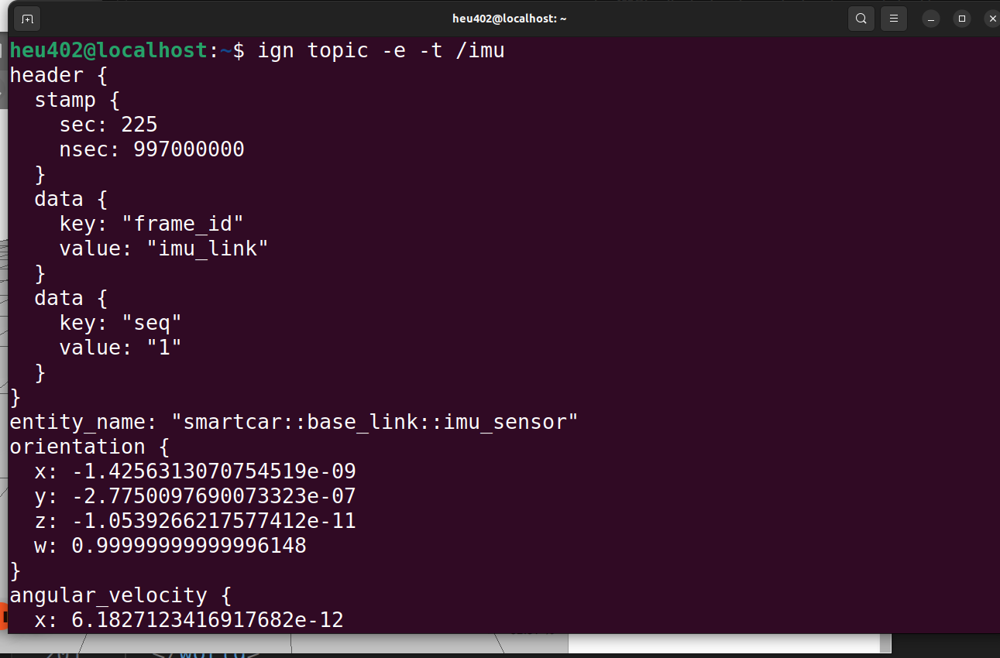 heu402@localhost: ~
heu402@localhost:~$ ign topic -e -t /imu
header {
  stamp {
    sec: 225
    nsec: 997000000
  }
  data {
    key: "frame_id"
    value: "imu_link"
  }
  data {
    key: "seq"
    value: "1"
  }
}
entity_name: "smartcar::base_link::imu_sensor"
orientation {
  x: -1.4256313070754519e-09
  y: -2.7750097690073323e-07
  z: -1.0539266217577412e-11
  w: 0.99999999999996148
}
angular_velocity {
  x: 6.1827123416917682e-12